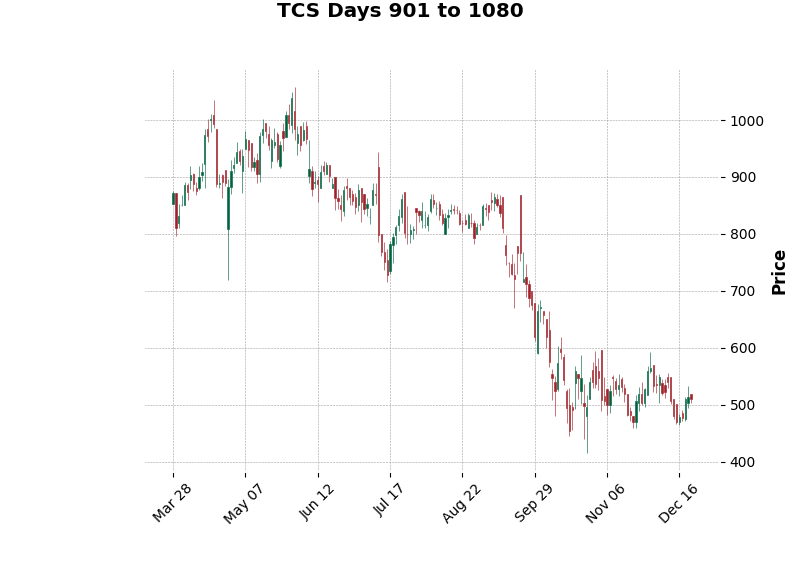 TCS Days 901 to 1080
1000
900
800
700
600
500
400
Price
Mar 28
May 07
Jun 12
Jul 17
Aug 22
Sep 29
Nov 06
Dec 16